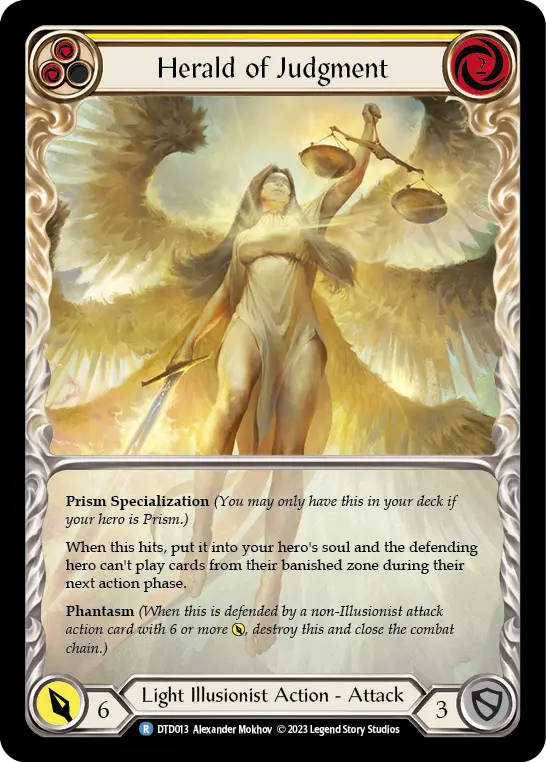 Herald of Judgment
2
Prism Specialization (You may only have this in your deck if
your hero is Prism.)
When this hits, put it into your hero's soul and the defending
hero can't play cards from their banished zone during their
next action phase.
Phantasm (When this is defended by a non-Illusionist attack
action card with 6 or more , destroy this and close the combat
chain.)
6
Light Illusionist Action - Attack
3
R DTD013 Alexander Mokhov © 2023 Legend Story Studios